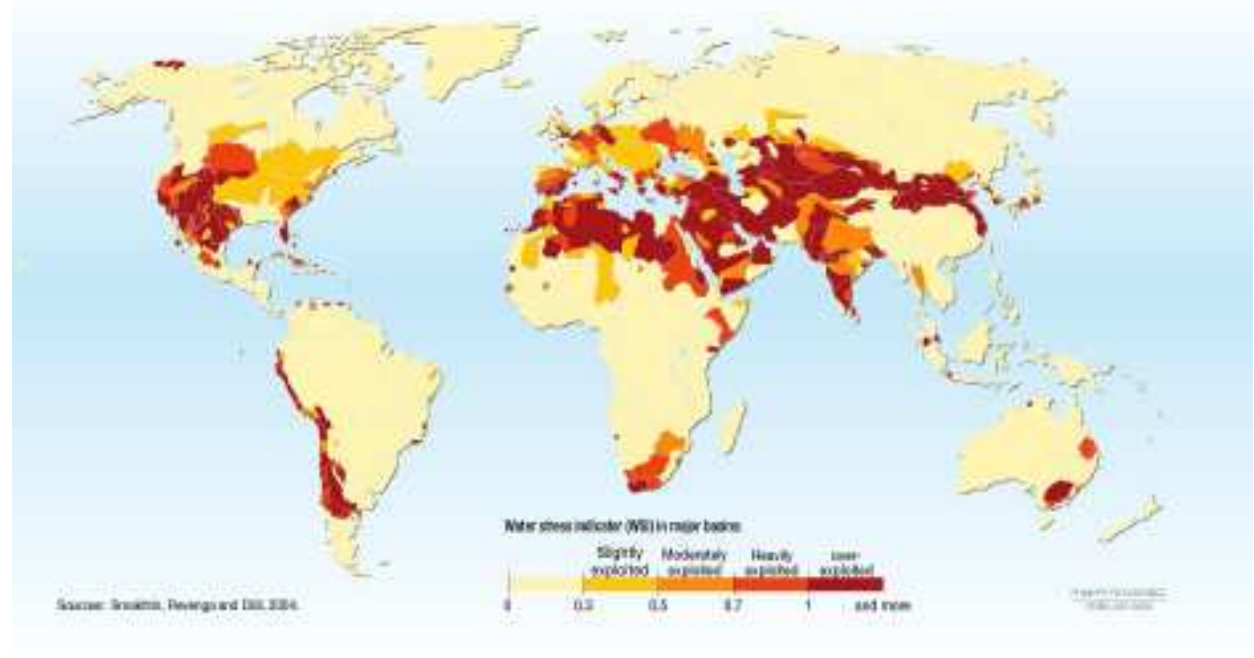 Water stress indicator (WSI) in major basins
Slightly exploited
Moderately exploited
Heavily exploited
over-exploited
0
0.3
0.5
0.7
1
and more
Sources: Smakhtin, Revenga and Döll, 2004.